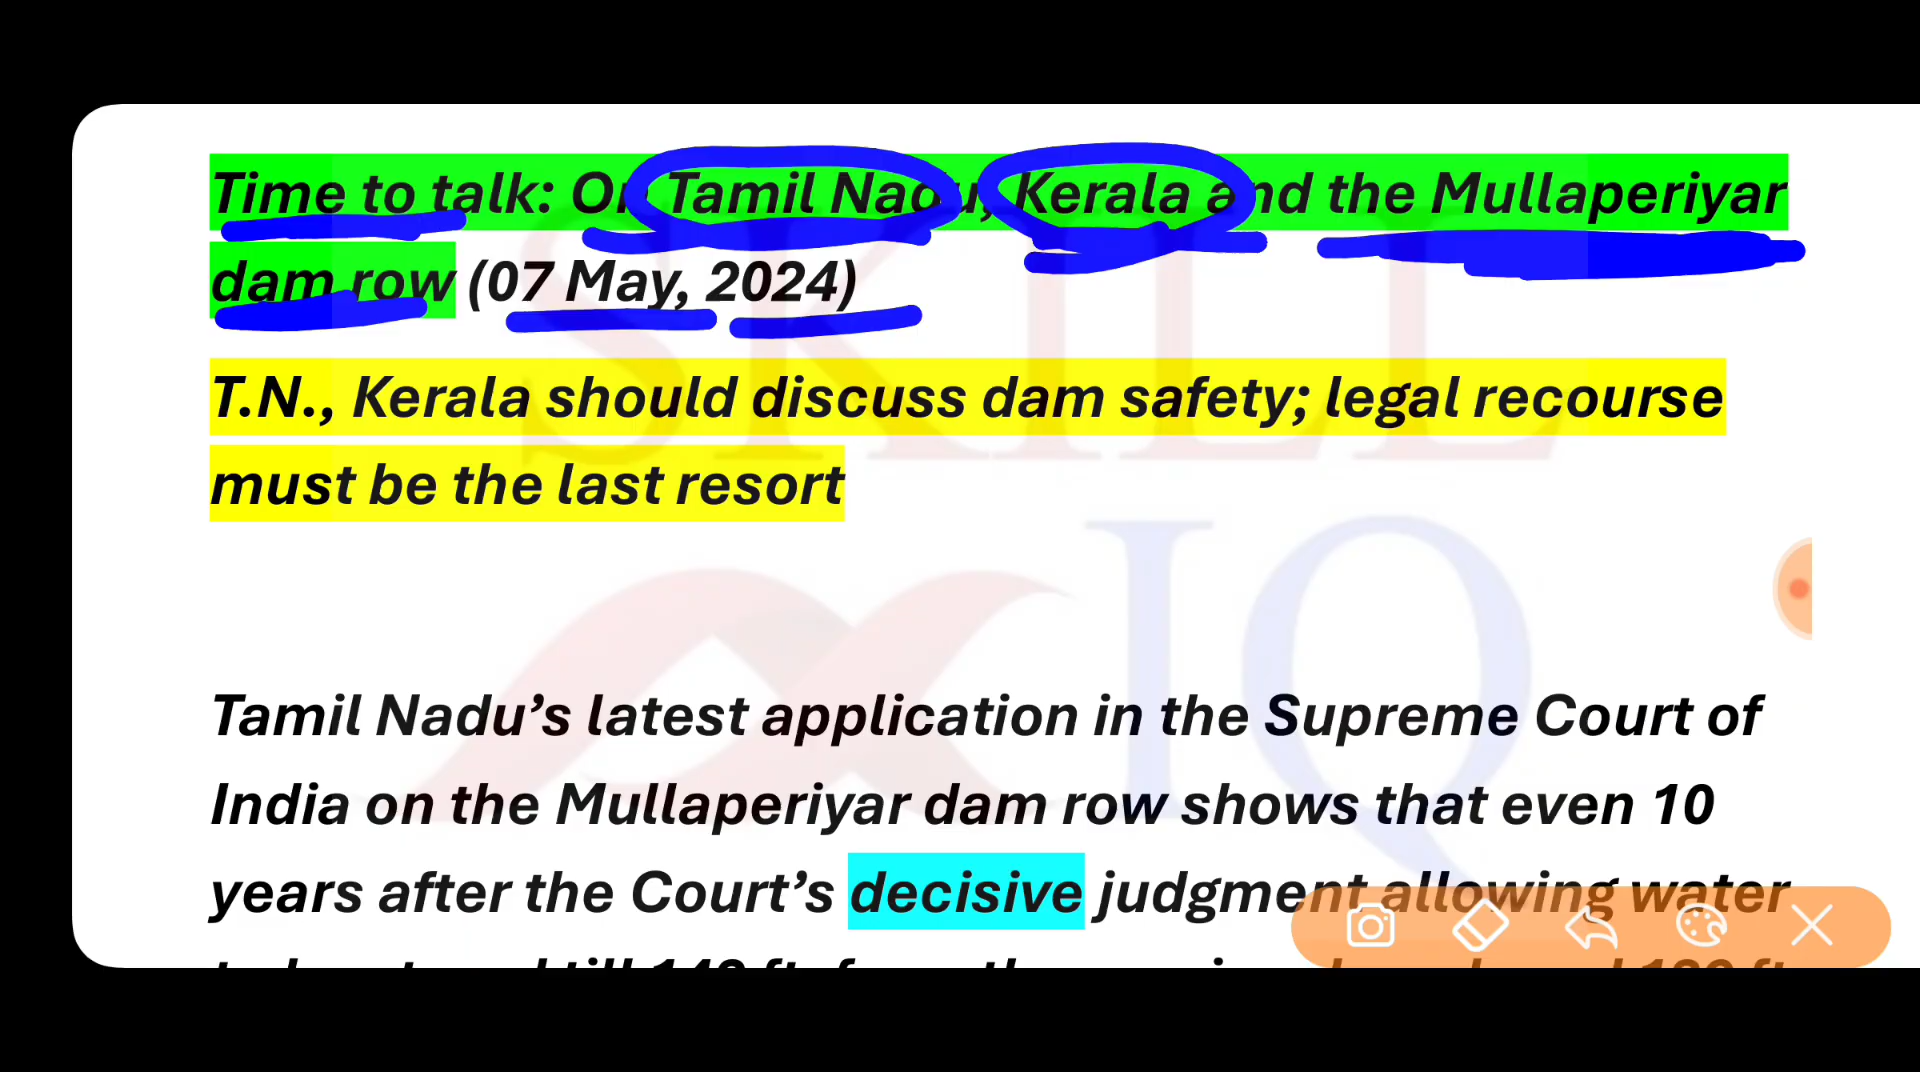 Time to talk: On Tamil Nadu, Kerala and the Mullaperiyar
dam row (07 May, 2024)
T.N., Kerala should discuss dam safety; legal recourse
must be the last resort
SKILL
IQ
Tamil Nadu’s latest application in the Supreme Court of
India on the Mullaperiyar dam row shows that even 10
years after the Court’s decisive judgment allowing water